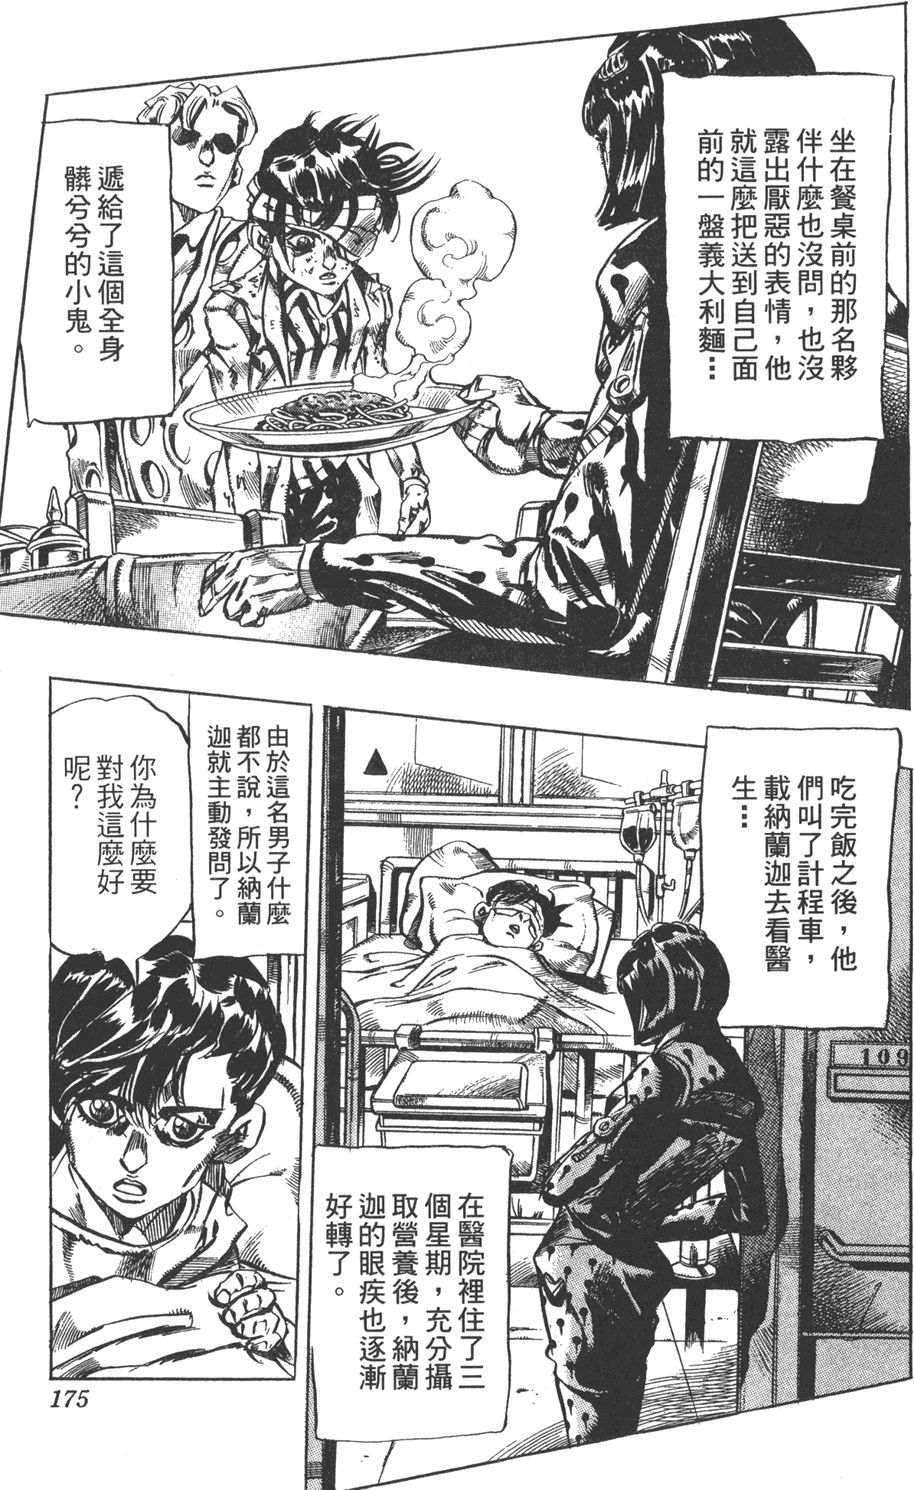 坐在餐桌前的那名夥
伴什麼也沒問，也沒
露出厭惡的表情，他
就這麼把送到自己面
前的一盤義大利麵…
遞給了這個全身
髒兮兮的小鬼。
吃完飯之後，他
們叫了計程車，
載納蘭迦去看醫
生…
109
在醫院裡住了三
個星期，充分攝
取營養後，納蘭
迦的眼疾也逐漸
好轉了。
由於這名男子什麼
都不說，所以納蘭
迦就主動發問了。
你為什麼要
對我這麼好
呢？
175